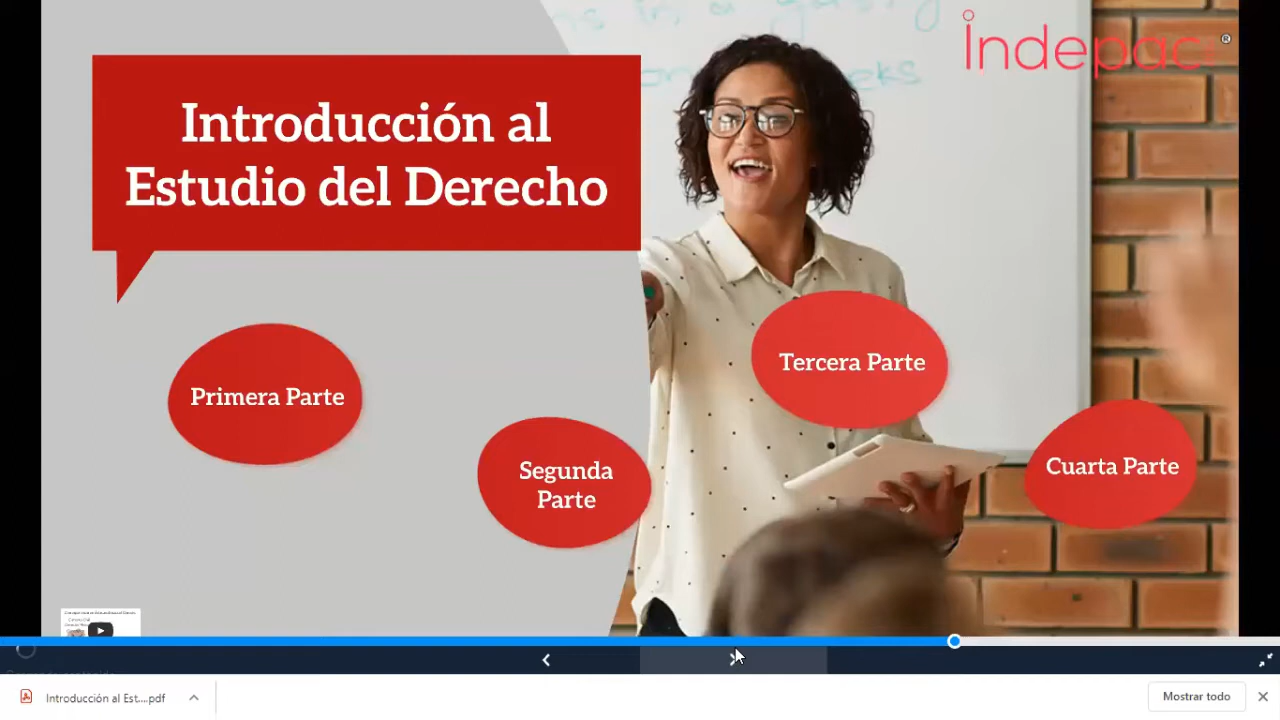 indepac
®
Introducción al
Estudio del Derecho
Primera Parte
Segunda
Parte
Tercera Parte
Cuarta Parte
Introducción al Est....pdf
Mostrar todo